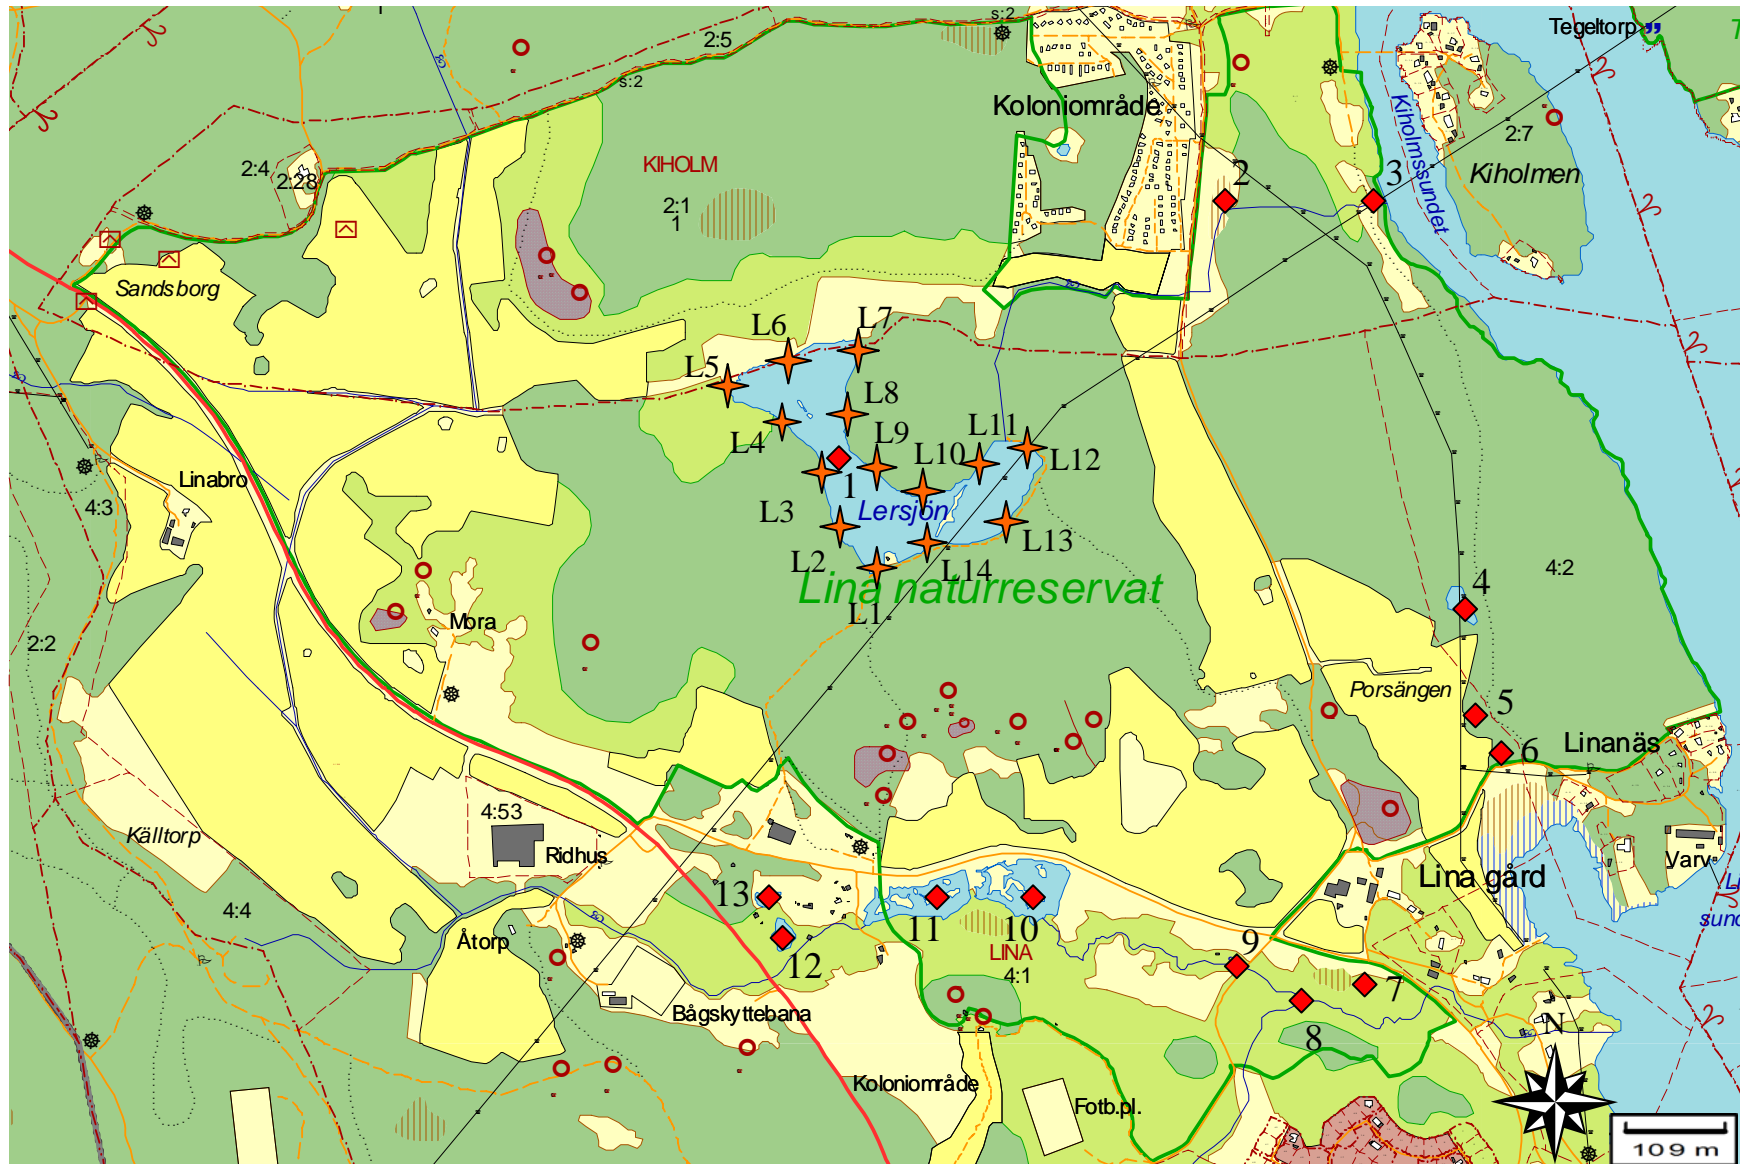 s:2
Tegeltorp
2:5
s:2
Koloniområde
Kiholmssundet
2:7
Kiholmen
2:4
2:28
KIHOLM
2:1
1
2
3
Sandsborg
L7
L6
L5
L8
L4
L9
L10
L11
L12
1
Linabro
4:3
Lersjön
L3
L13
L2
L14
4:2
Lina naturreservat
4
L1
Mora
2:2
Porsängen
5
6
Linanäs
4:53
Källtorp
Ridhus
Varv
Lina gård
13
11
10
4:4
Åtorp
12
LINA
4:1
9
7
8
Bågskyttebana
N
Koloniområde
Fotb.pl.
109 m